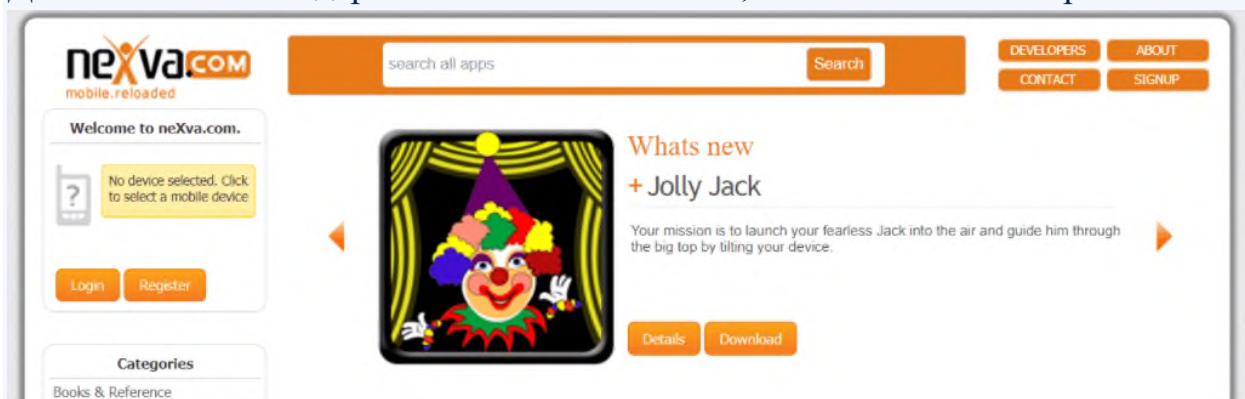 neXva.COM
mobile.reloaded
search all apps
Search
DEVELOPERS
ABOUT
CONTACT
SIGNUP
Welcome to neXva.com.
?
No device selected. Click
to select a mobile device
Login
Register
Whats new
+ Jolly Jack
Your mission is to launch your fearless Jack into the air and guide him through
the big top by tilting your device.
Details
Download
Categories
Books & Reference